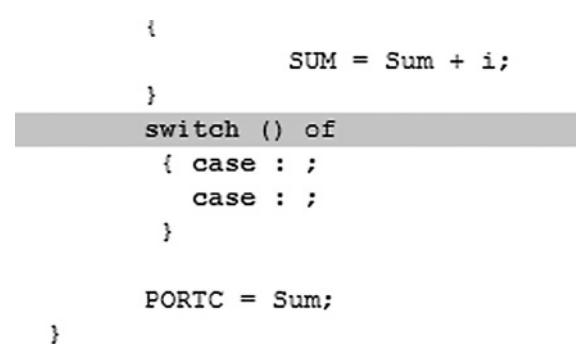 {
SUM = Sum + i;
}
switch () of
{ case : ;
case : ;
}
PORTC = Sum;
}